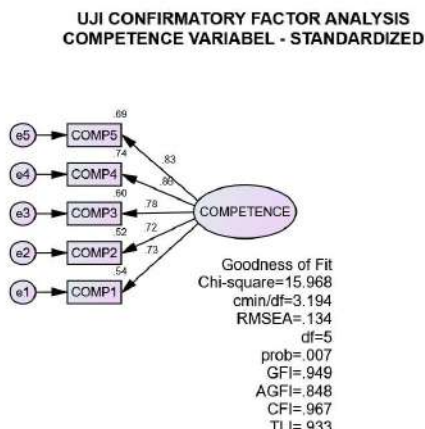 UJI CONFIRMATORY FACTOR ANALYSIS
COMPETENCE VARIABEL - STANDARDIZED
.69
e5 COMP5
.74
.83
e4 COMP4
.86
.60
e3 COMP3
.78
COMPETENCE
.52
.72
e2 COMP2
.73
.54
e1 COMP1
Goodness of Fit
Chi-square=15.968
cmin/df=3.194
RMSEA=.134
df=5
prob=.007
GFI=.949
AGFI=.848
CFI=.967
TLI=.933